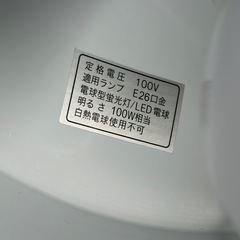 定格電圧 100V
適用ランプ E26口金
電球型蛍光灯/LED電球
明るさ 100W相当
白熱電球使用不可